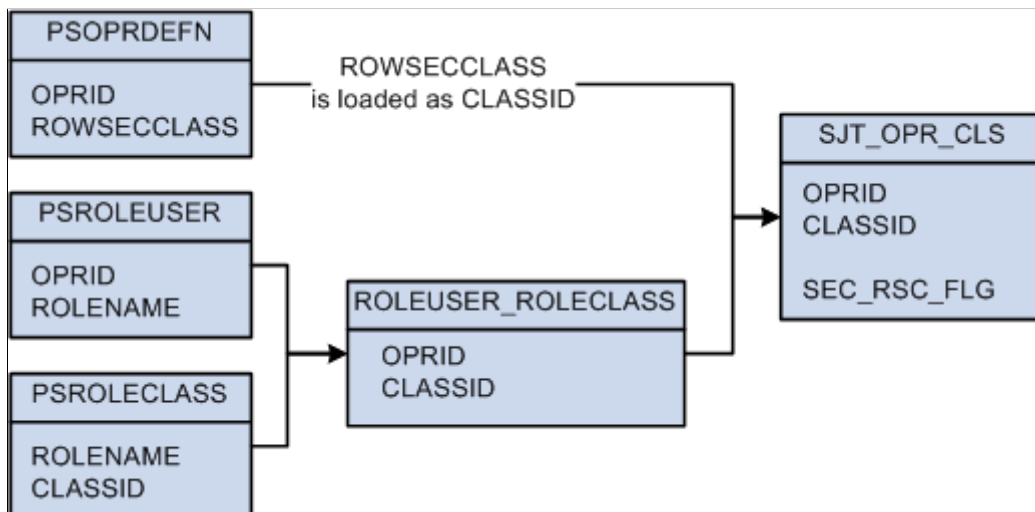 PSOPRDEFN
OPRID
ROWSECCLASS
ROWSECCLASS
is loaded as CLASSID
PSROLEUSER
OPRID
ROLENAME
PSROLECLASS
ROLENAME
CLASSID
ROLEUSER_ROLECLASS
OPRID
CLASSID
SJT_OPR_CLS
OPRID
CLASSID
SEC_RSC_FLG